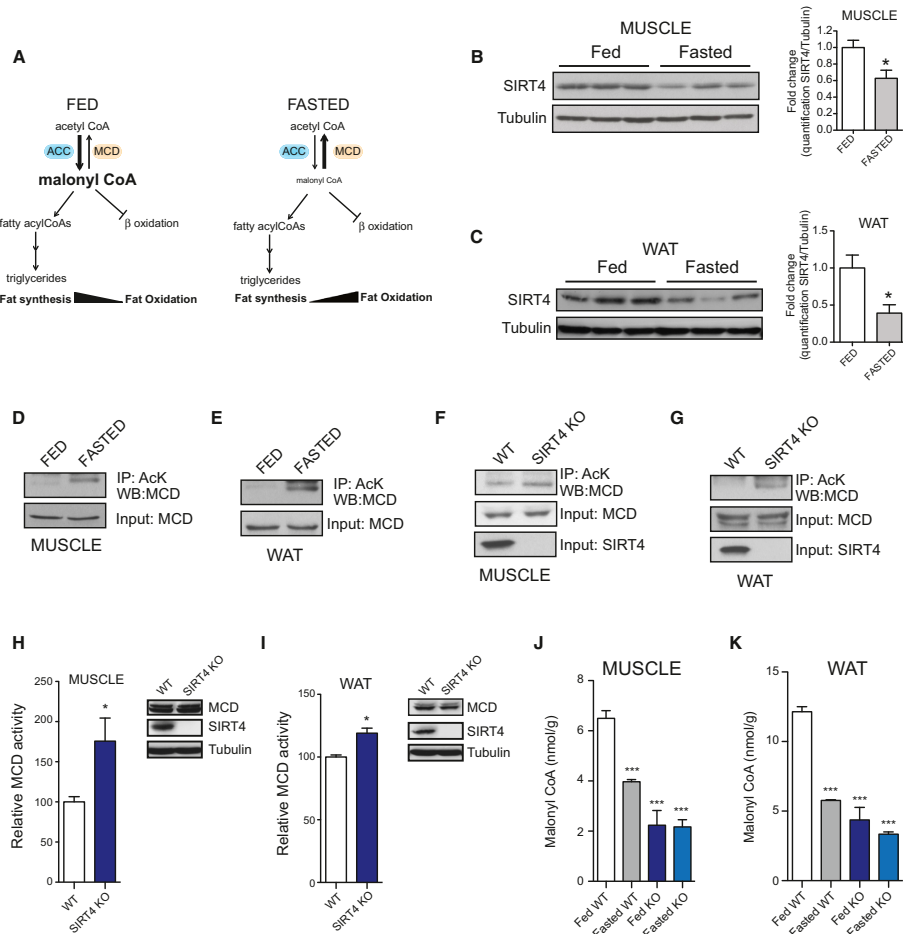 A
FED
acetyl CoA
ACC
MCD
malonyl CoA
fatty acylCoAs
β oxidation
triglycerides
Fat synthesis
Fat Oxidation
FASTED
acetyl CoA
ACC
MCD
malonyl CoA
fatty acylCoAs
β oxidation
triglycerides
Fat synthesis
Fat Oxidation
B
MUSCLE
Fed Fasted
SIRT4
Tubulin
MUSCLE
Fold change
(quantification SIRT4/Tubulin)
1.2
1.0
0.8
0.6
0.4
0.2
0.0
*
FED
FASTED
C
WAT
Fed Fasted
SIRT4
Tubulin
WAT
Fold change
(quantification SIRT4/Tubulin)
1.5
1.0
0.5
0.0
*
FED
FASTED
D
FED FASTED
IP: AcK
WB:MCD
Input: MCD
MUSCLE
E
FED FASTED
IP: AcK
WB:MCD
Input: MCD
WAT
F
WT SIRT4 KO
IP: AcK
WB:MCD
Input: MCD
Input: SIRT4
MUSCLE
G
WT SIRT4 KO
IP: AcK
WB:MCD
Input: MCD
Input: SIRT4
WAT
H
MUSCLE
Relative MCD activity
250
200
150
100
50
0
*
WT
SIRT4 KO
WT SIRT4 KO
MCD
SIRT4
Tubulin
I
WAT
Relative MCD activity
150
100
50
0
*
WT
SIRT4 KO
WT SIRT4 KO
MCD
SIRT4
Tubulin
J
MUSCLE
Malonyl CoA (nmol/g)
8
6
4
2
0
***
***
***
Fed WT
Fasted WT
Fed KO
Fasted KO
K
WAT
Malonyl CoA (nmol/g)
15
10
5
0
***
***
***
Fed WT
Fasted WT
Fed KO
Fasted KO